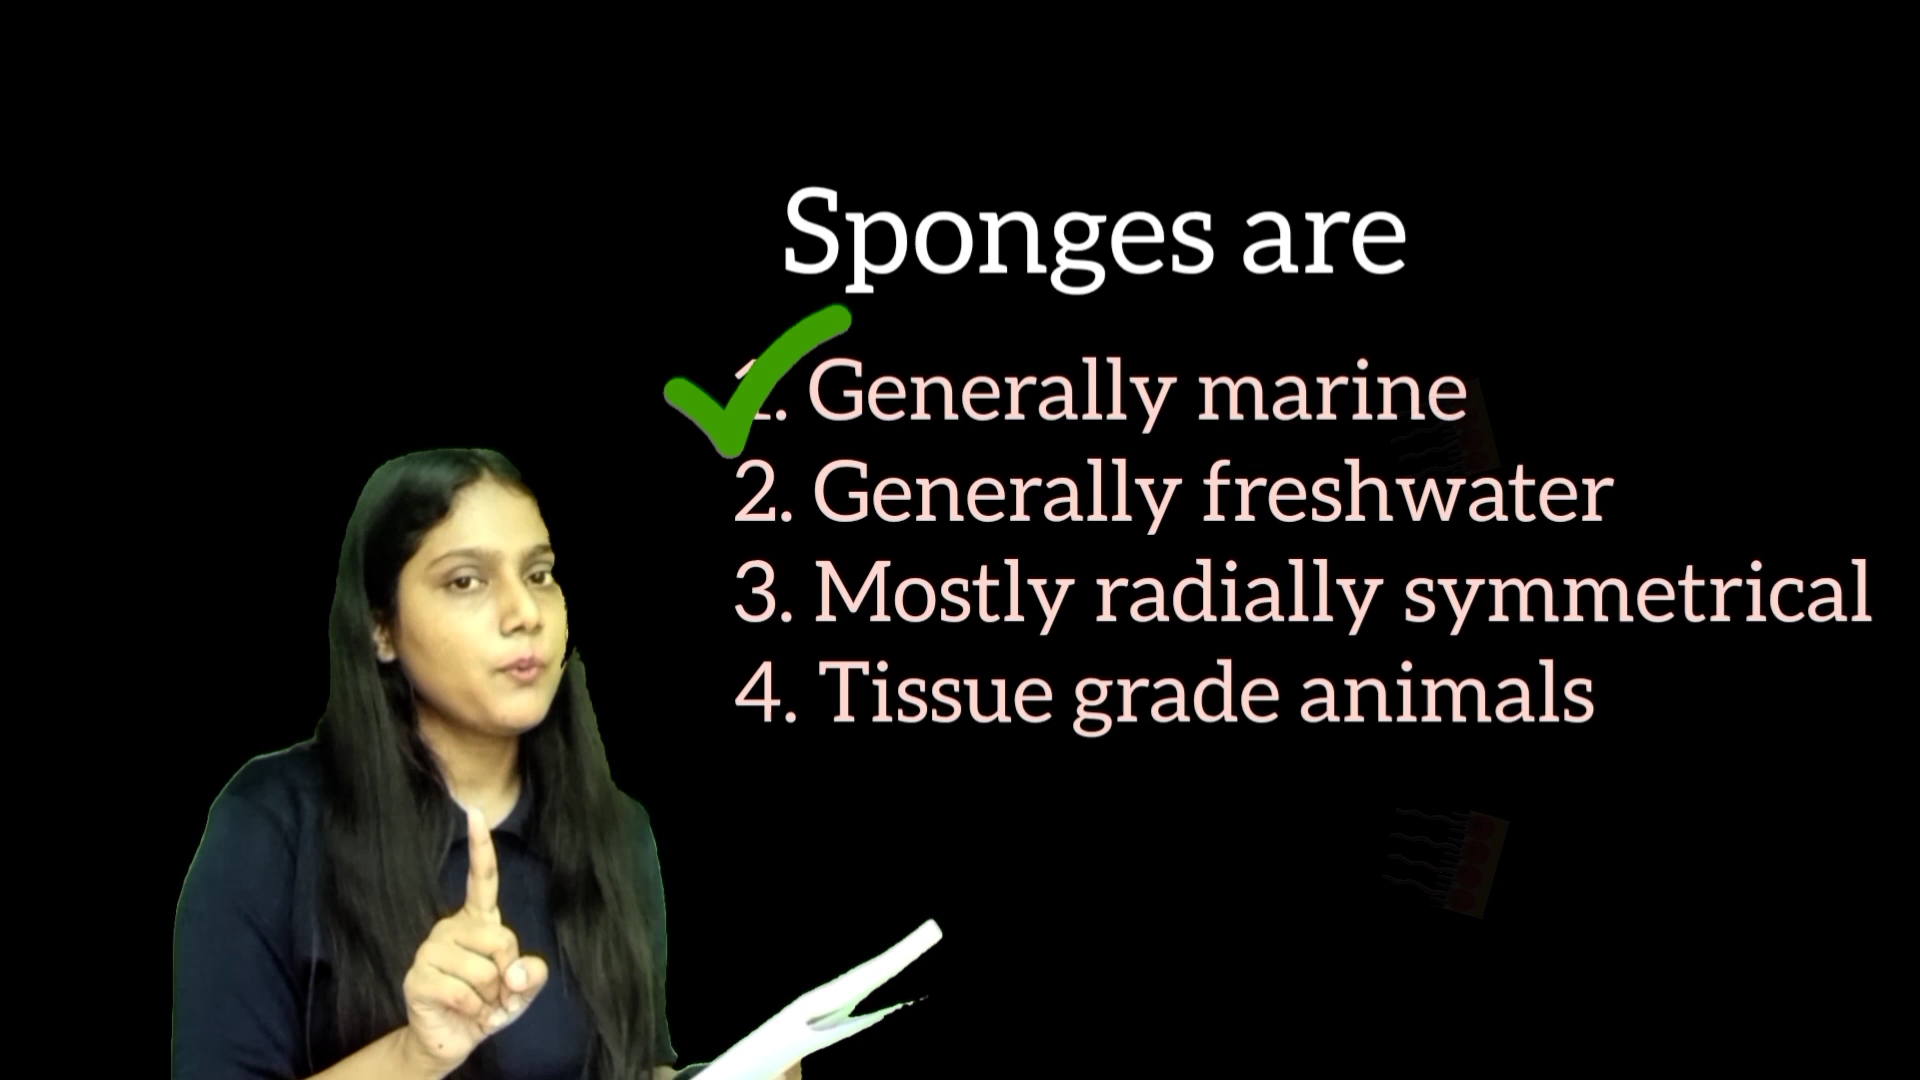 Sponges are
1. Generally marine
2. Generally freshwater
3. Mostly radially symmetrical
4. Tissue grade animals